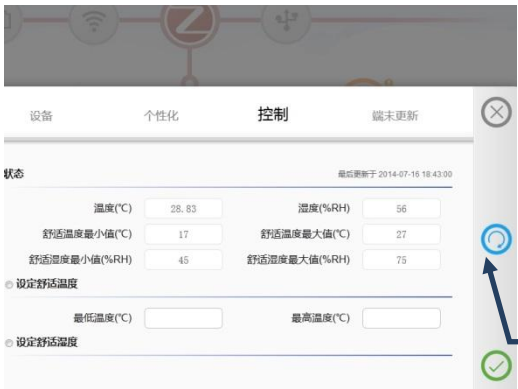 设备 个性化 控制 端末更新
状态 最后更新于 2014-07-16 18:43:00
温度(℃) 28.83 湿度(%RH) 56
舒适温度最小值(℃) 17 舒适温度最大值(℃) 27
舒适湿度最小值(%RH) 45 舒适湿度最大值(%RH) 75
设定舒适温度
最低温度(℃) 最高温度(℃)
设定舒适湿度